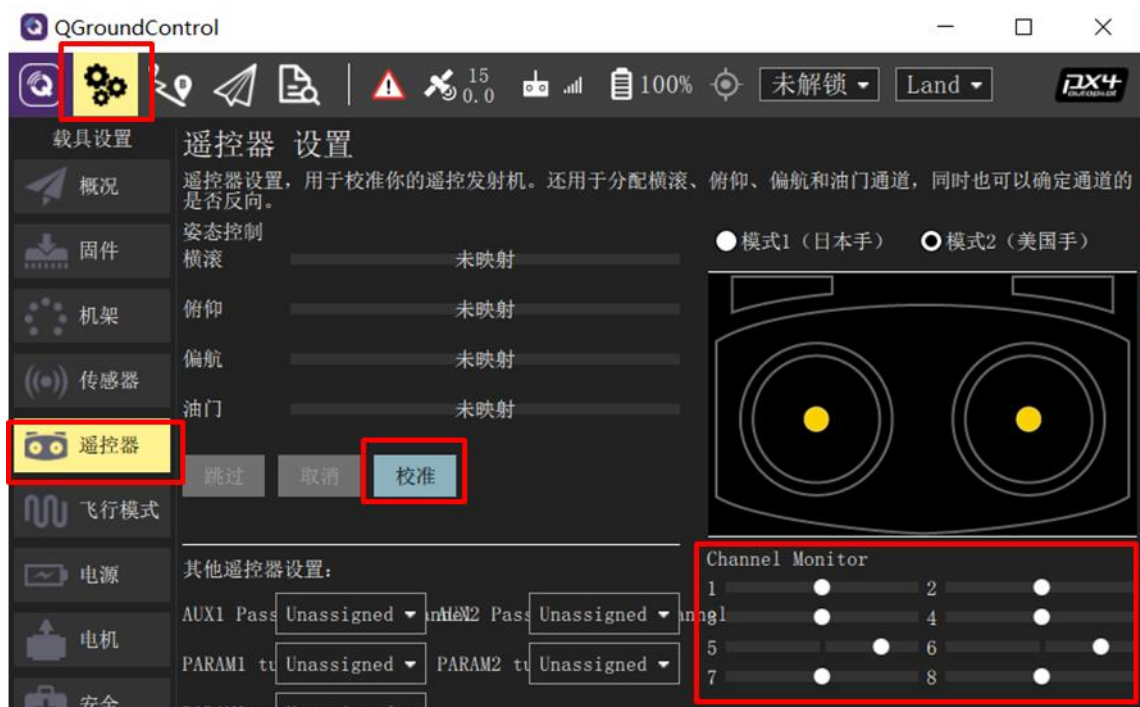 QGroundControl
15
0.0
100%
未解锁
Land
px4
autopilot
载具设置
概况
固件
机架
传感器
遥控器
飞行模式
电源
电机
安全
遥控器 设置
遥控器设置，用于校准你的遥控发射机。还用于分配横滚、俯仰、偏航和油门通道，同时也可以确定通道的
是否反向。
姿态控制
横滚 未映射
俯仰 未映射
偏航 未映射
油门 未映射
跳过 取消 校准
模式1（日本手） 模式2（美国手）
其他遥控器设置：
AUX1 Pass Unassigned AUX2 Pass Unassigned
PARAM1 tu Unassigned PARAM2 tu Unassigned
Channel Monitor
1 2
3 4
5 6
7 8